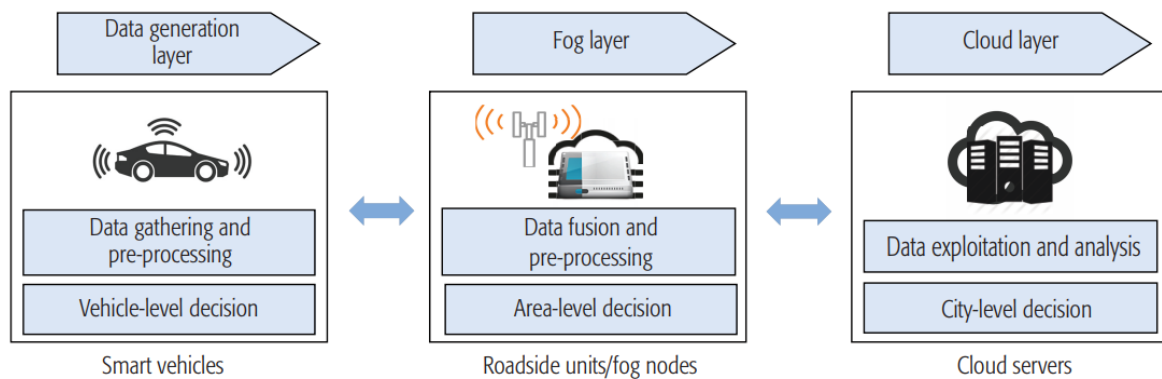 Data generation
layer
Fog layer
Cloud layer
Data gathering and
pre-processing
Vehicle-level decision
Smart vehicles
Data fusion and
pre-processing
Area-level decision
Roadside units/fog nodes
Data exploitation and analysis
City-level decision
Cloud servers